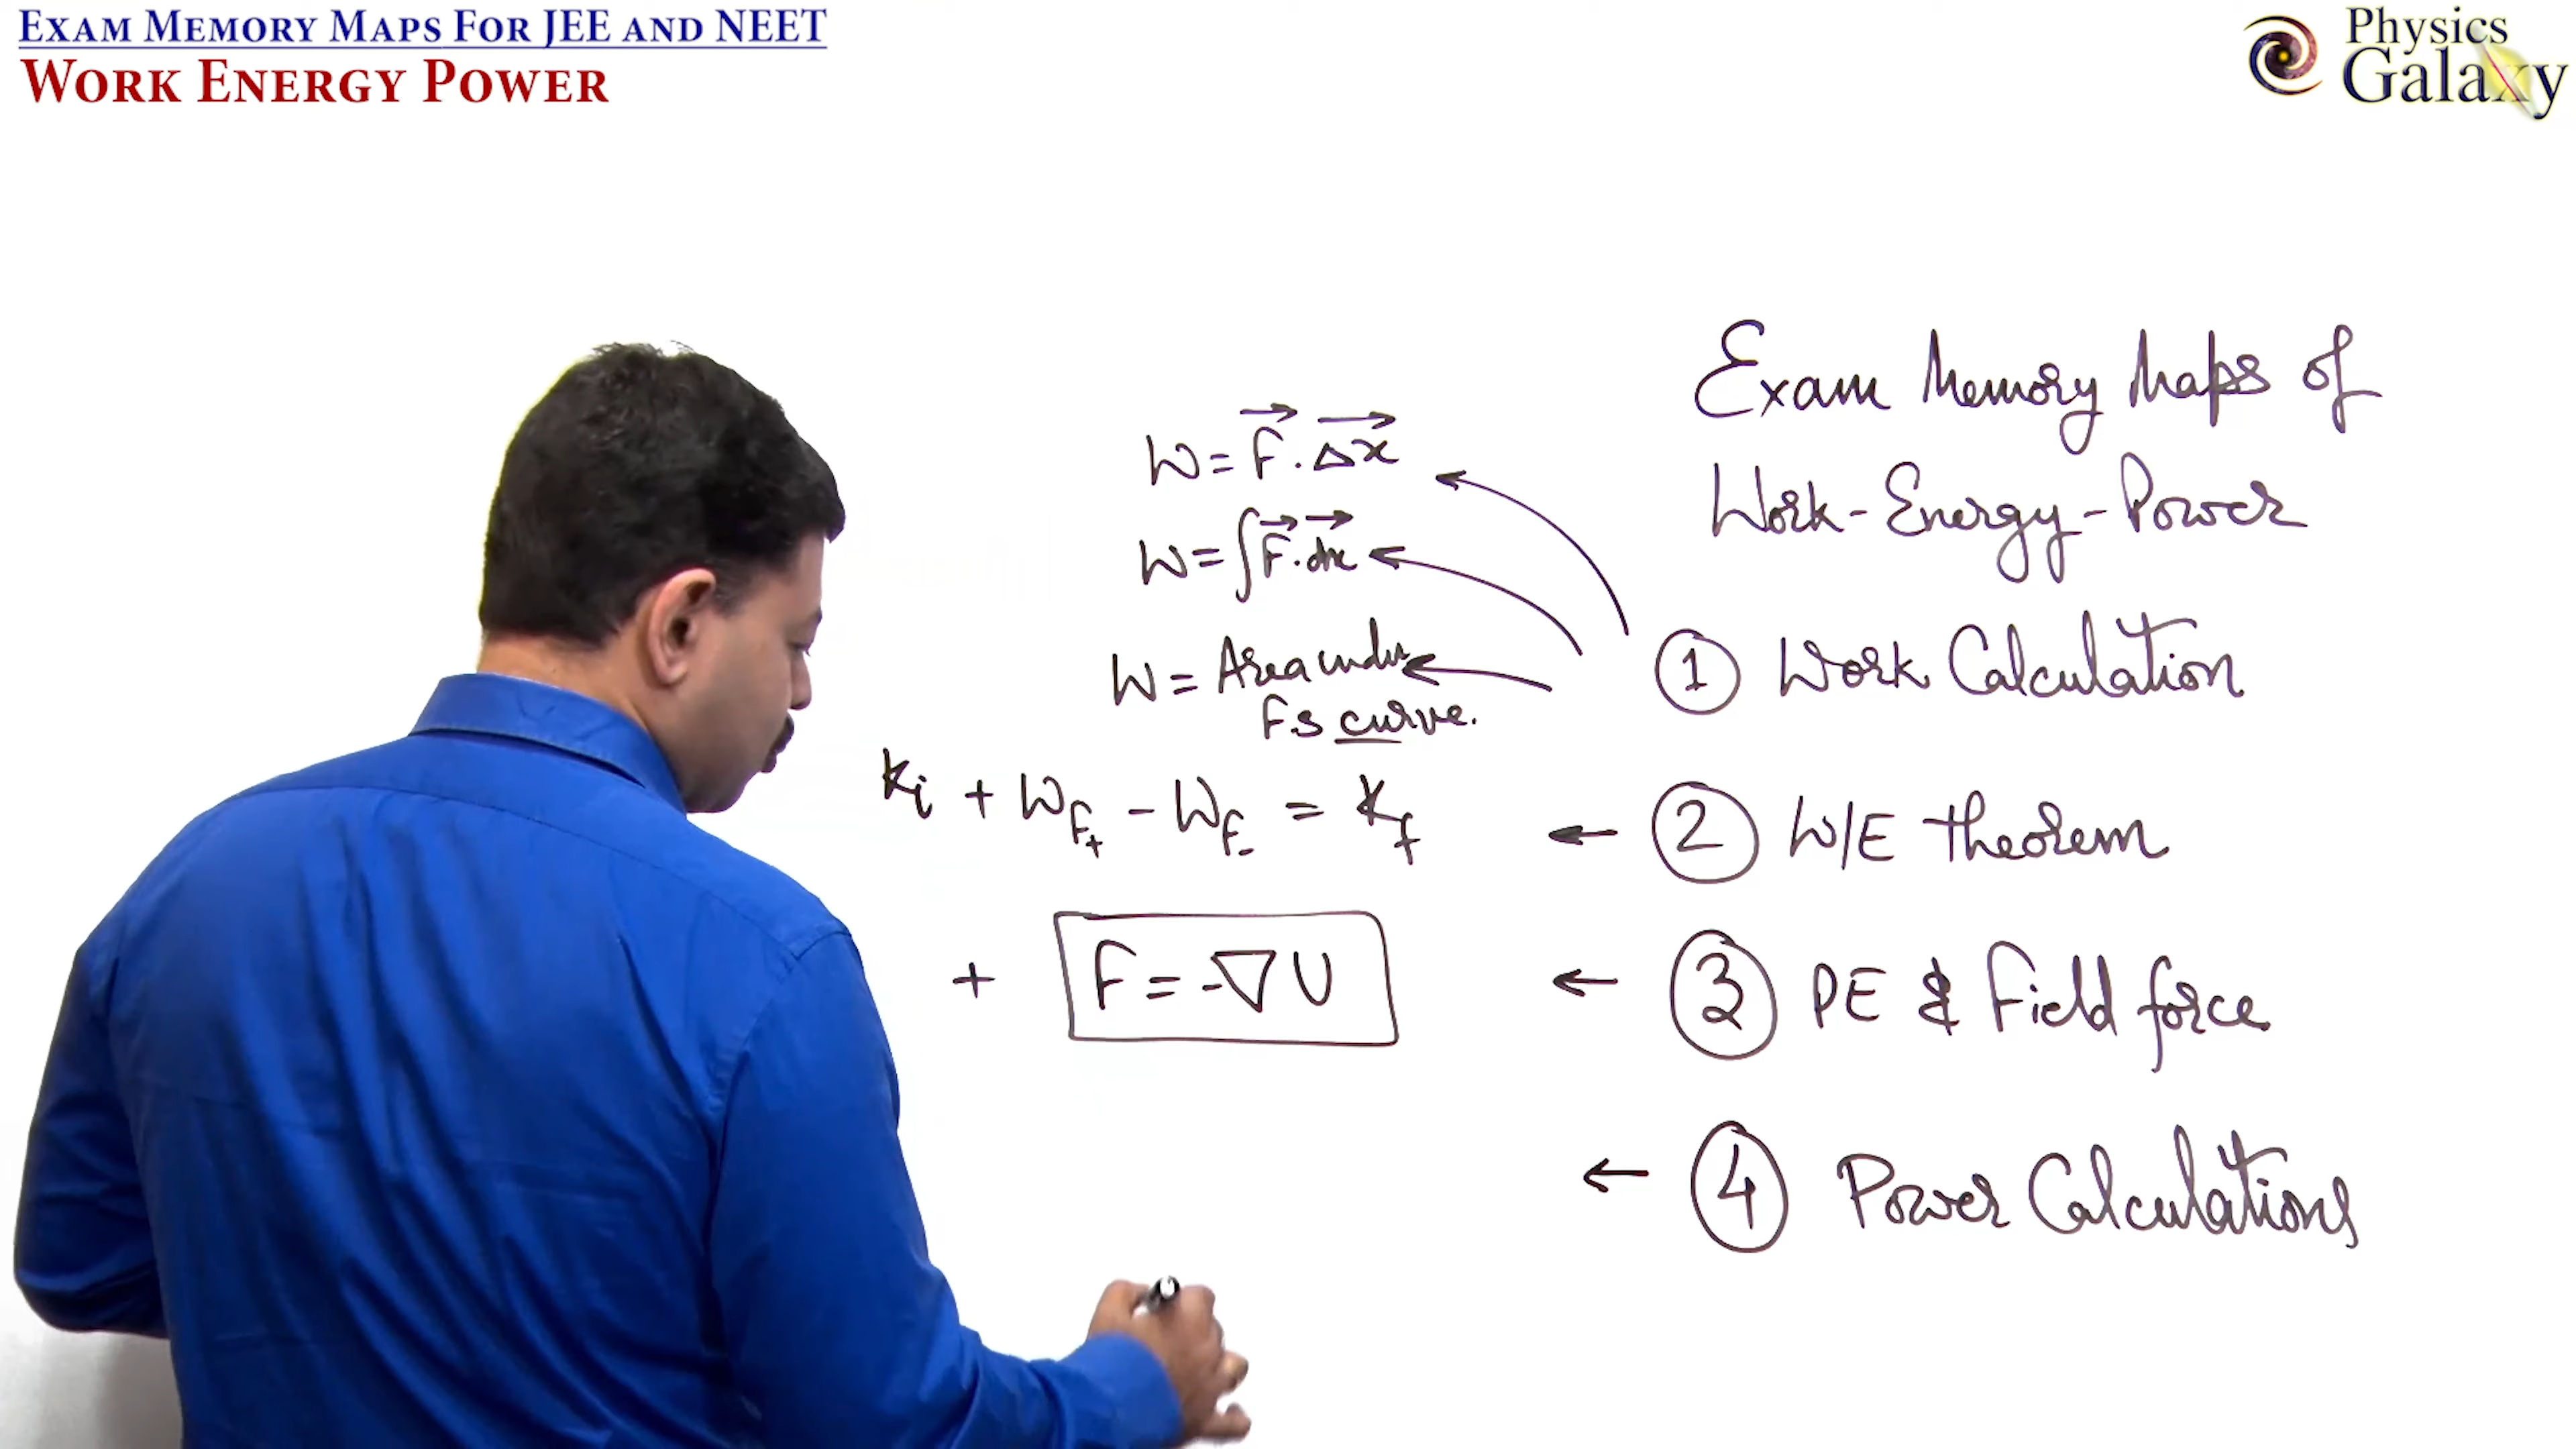 EXAM MEMORY MAPS FOR JEE AND NEET
WORK ENERGY POWER
Physics
Galaxy
Exam Memory Maps of
Work-Energy-Power
① Work Calculation
W = F⃗ · Δx⃗
W = ∫F⃗ · dx⃗
W = Area under
F-S curve.
② W/E theorem
←
Ki + W_F+ - W_F- = Kf
③ PE & Field force
←
+ F = -∇U
④ Power Calculations
←